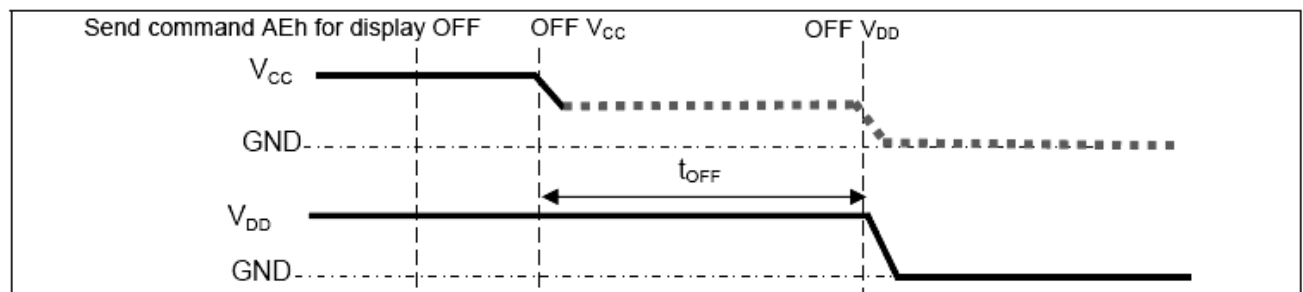 Send command AEh for display OFF OFF VCC OFF VDD
VCC
GND
tOFF
VDD
GND